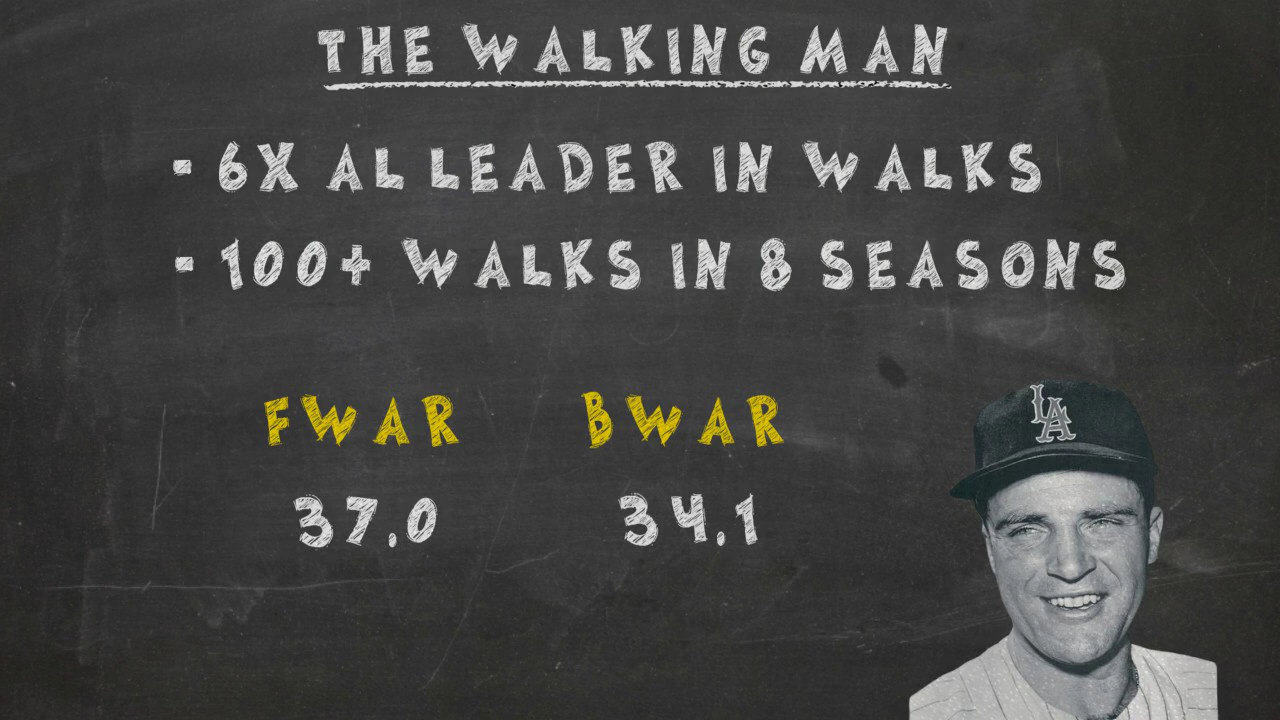 THE WALKING MAN
- 6X AL LEADER IN WALKS
- 100+ WALKS IN 8 SEASONS
FWAR BWAR
37.0 34.1
LA